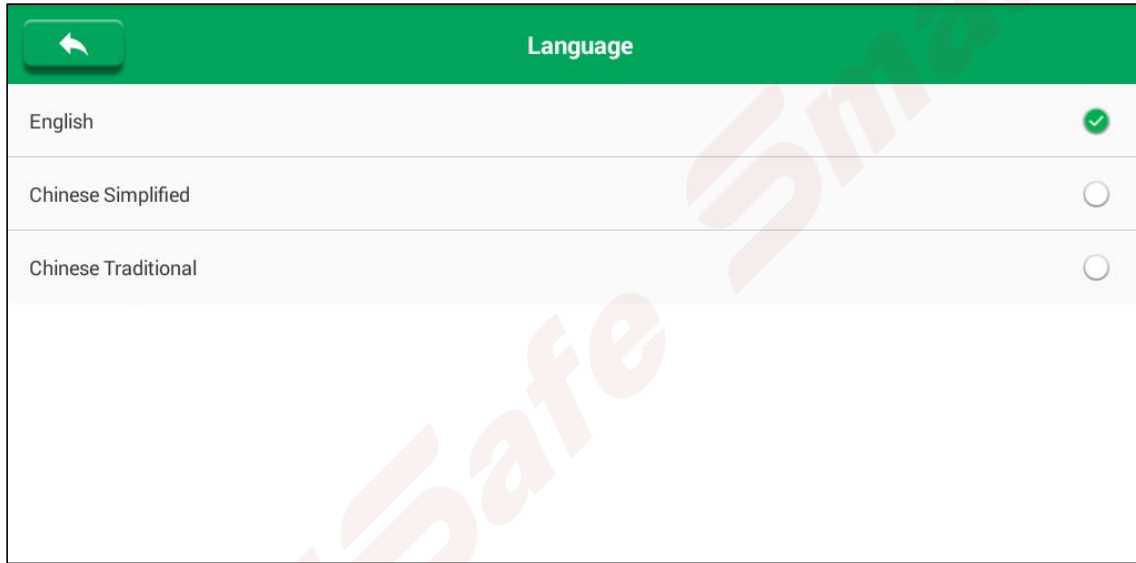 Language
English
Chinese Simplified
Chinese Traditional
Safe